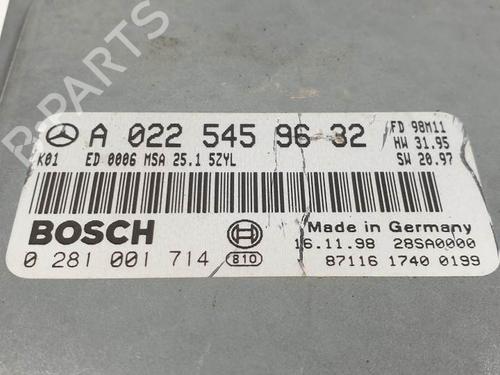 B-PARTS
A 022 545 96 32
FD 98M11
HW 31.95
K01 ED 0006 MSA 25.1 5ZYL
SW 20.97
BOSCH
Made in Germany
16.11.98 28SA0000
0 281 001 714 810
87116 1740 0199